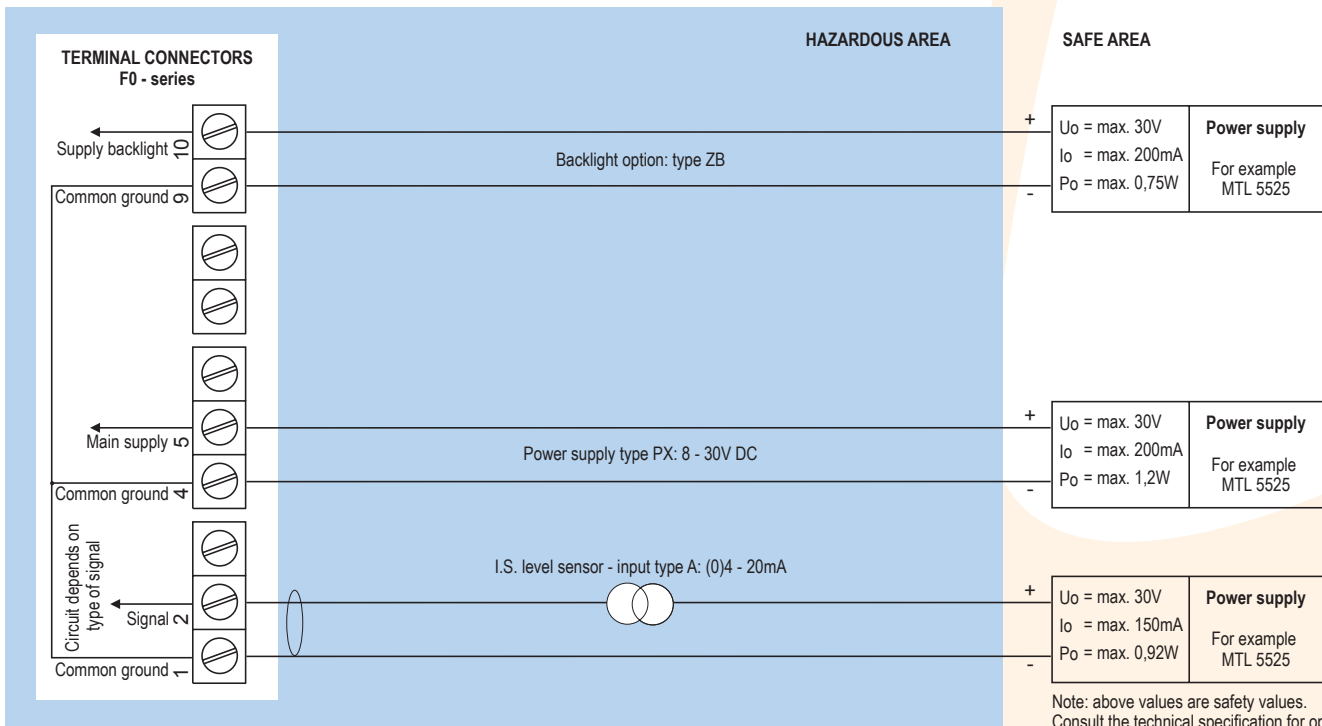 HAZARDOUS AREA
SAFE AREA
TERMINAL CONNECTORS
F0 - series
Supply backlight 10
Common ground 9
Backlight option: type ZB
+
-
Uo = max. 30V
Io = max. 200mA
Po = max. 0,75W
Power supply
For example
MTL 5525
Main supply 5
Common ground 4
Power supply type PX: 8 - 30V DC
+
-
Uo = max. 30V
Io = max. 200mA
Po = max. 1,2W
Power supply
For example
MTL 5525
Circuit depends on
type of signal
Signal 2
Common ground 1
I.S. level sensor - input type A: (0)4 - 20mA
+
-
Uo = max. 30V
Io = max. 150mA
Po = max. 0,92W
Power supply
For example
MTL 5525
Note: above values are safety values.
Consult the technical specification for